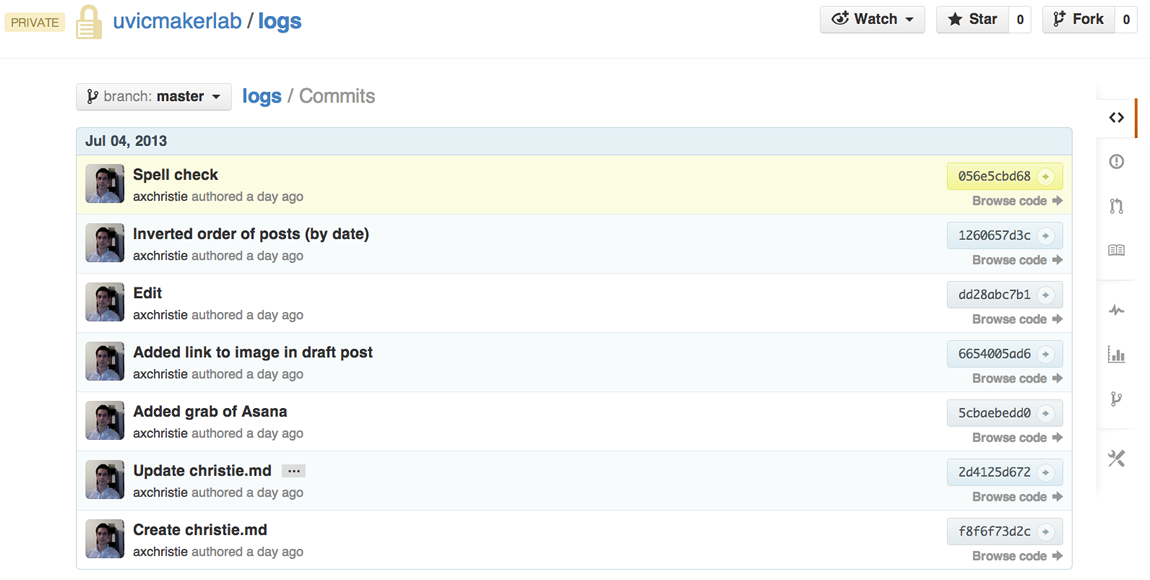 PRIVATE uvicmakerlab / logs Watch Star 0 Fork 0
branch: master logs / Commits
Jul 04, 2013
Spell check 056e5cbd68
axchristie authored a day ago Browse code
Inverted order of posts (by date) 1260657d3c
axchristie authored a day ago Browse code
Edit dd28abc7b1
axchristie authored a day ago Browse code
Added link to image in draft post 6654005ad6
axchristie authored a day ago Browse code
Added grab of Asana 5cbaebedd0
axchristie authored a day ago Browse code
Update christie.md ... 2d4125d672
axchristie authored a day ago Browse code
Create christie.md f8f6f73d2c
axchristie authored a day ago Browse code